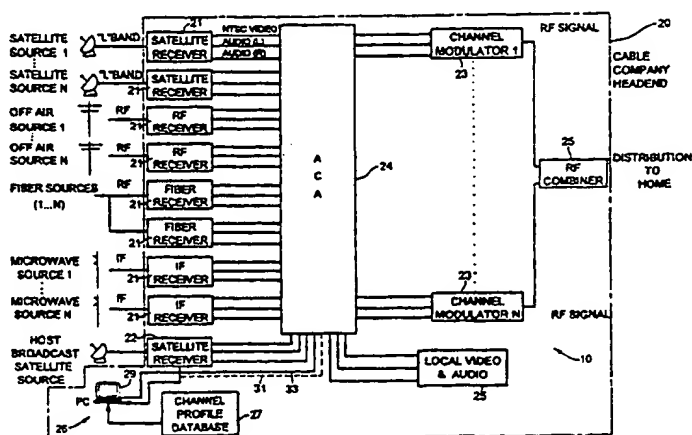 SATELLITE SOURCE 1
"L"BAND
21
SATELLITE RECEIVER
NTSC VIDEO
AUDIO (L)
AUDIO (R)
SATELLITE SOURCE N
"L"BAND
SATELLITE RECEIVER
21
OFF AIR SOURCE 1
RF
21
RF RECEIVER
OFF AIR SOURCE N
RF
21
RF RECEIVER
FIBER SOURCES
(1...N)
RF
21
FIBER RECEIVER
FIBER RECEIVER
21
MICROWAVE SOURCE 1
IF
21
IF RECEIVER
MICROWAVE SOURCE N
IF
21
IF RECEIVER
22
HOST BROADCAST SATELLITE SOURCE
SATELLITE RECEIVER
A C A
24
RF SIGNAL
CHANNEL MODULATOR 1
23
20
CABLE COMPANY HEADEND
25
RF COMBINER
DISTRIBUTION TO HOME
23
CHANNEL MODULATOR N
RF SIGNAL
10
LOCAL VIDEO & AUDIO
25
29
31
33
PC
26
CHANNEL PROFILE DATABASE
27